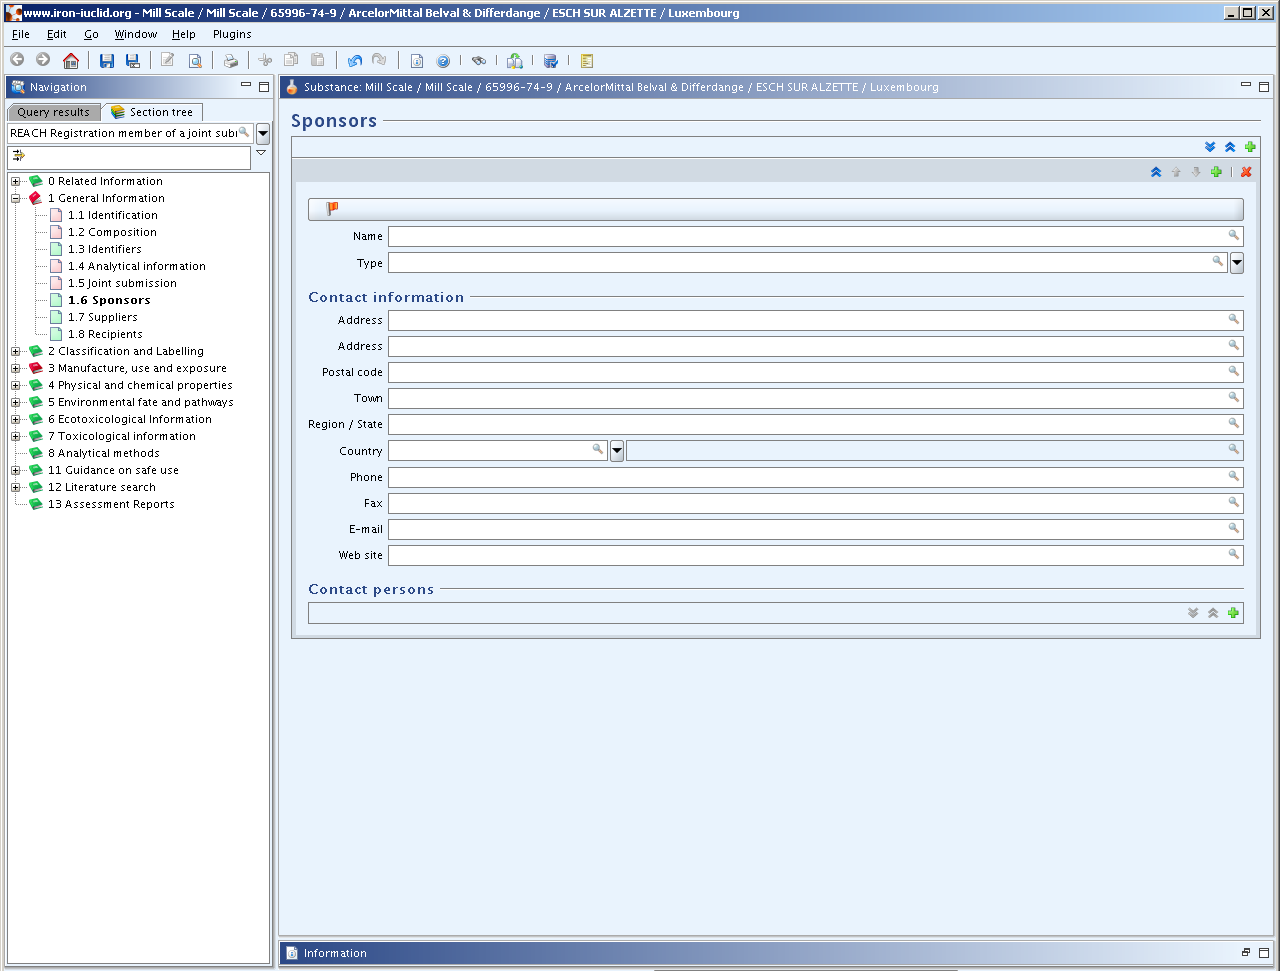 www.iron-iuclid.org - Mill Scale / Mill Scale / 65996-74-9 / ArcelorMittal Belval & Differdange / ESCH SUR ALZETTE / Luxembourg
File Edit Go Window Help Plugins
Navigation
Query results Section tree
REACH Registration member of a joint subi
0 Related Information
1 General Information
1.1 Identification
1.2 Composition
1.3 Identifiers
1.4 Analytical information
1.5 Joint submission
1.6 Sponsors
1.7 Suppliers
1.8 Recipients
2 Classification and Labelling
3 Manufacture, use and exposure
4 Physical and chemical properties
5 Environmental fate and pathways
6 Ecotoxicological Information
7 Toxicological information
8 Analytical methods
11 Guidance on safe use
12 Literature search
13 Assessment Reports
Substance: Mill Scale / Mill Scale / 65996-74-9 / ArcelorMittal Belval & Differdange / ESCH SUR ALZETTE / Luxembourg
Sponsors
Name
Type
Contact information
Address
Address
Postal code
Town
Region / State
Country
Phone
Fax
E-mail
Web site
Contact persons
Information